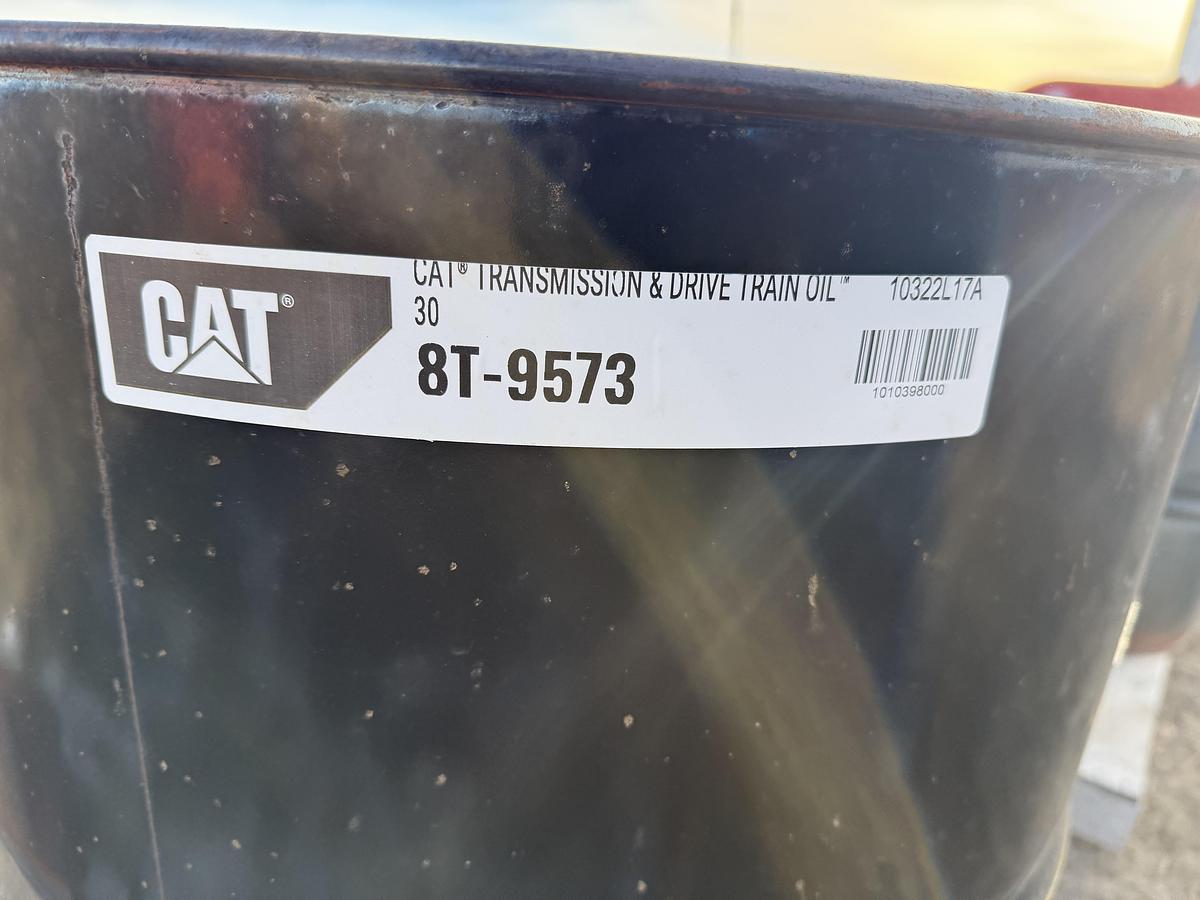 CAT®
CAT® TRANSMISSION & DRIVE TRAIN OIL™ 10322L17A
30
8T-9573
1010398000